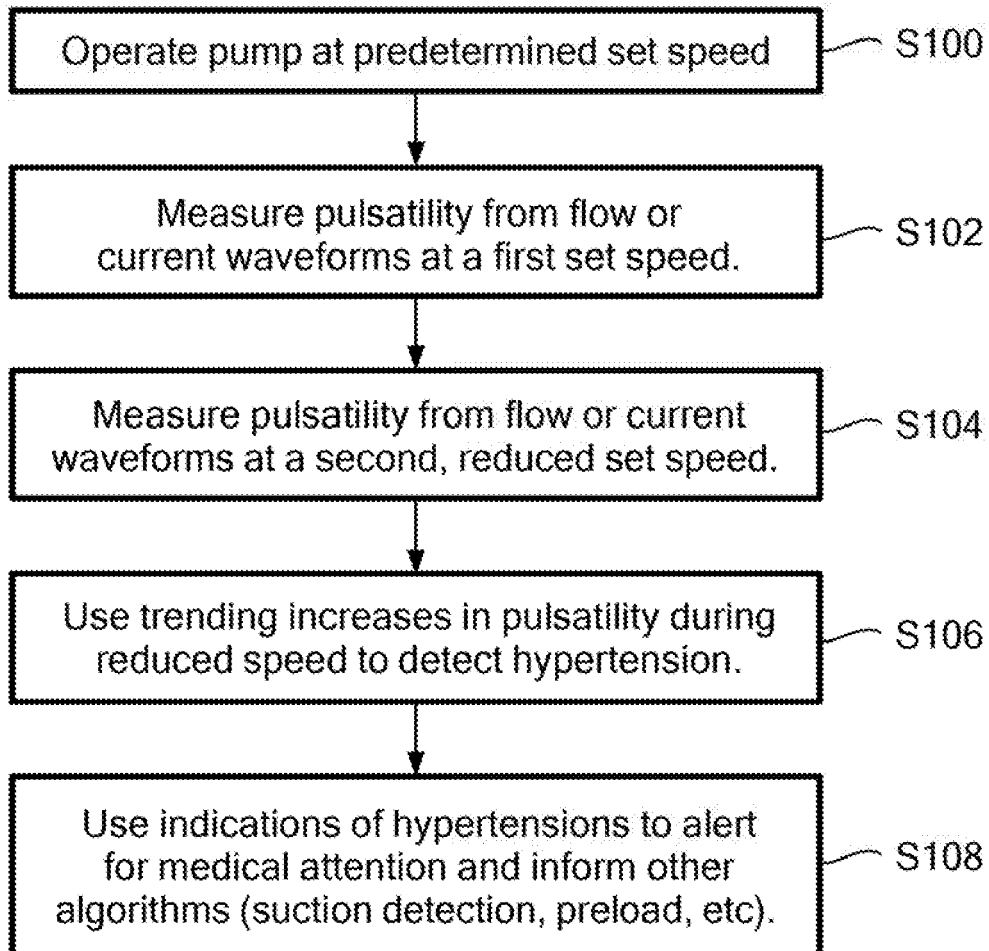 Operate pump at predetermined set speed
S100
Measure pulsatility from flow or
current waveforms at a first set speed.
S102
Measure pulsatility from flow or current
waveforms at a second, reduced set speed.
S104
Use trending increases in pulsatility during
reduced speed to detect hypertension.
S106
Use indications of hypertensions to alert
for medical attention and inform other
algorithms (suction detection, preload, etc).
S108